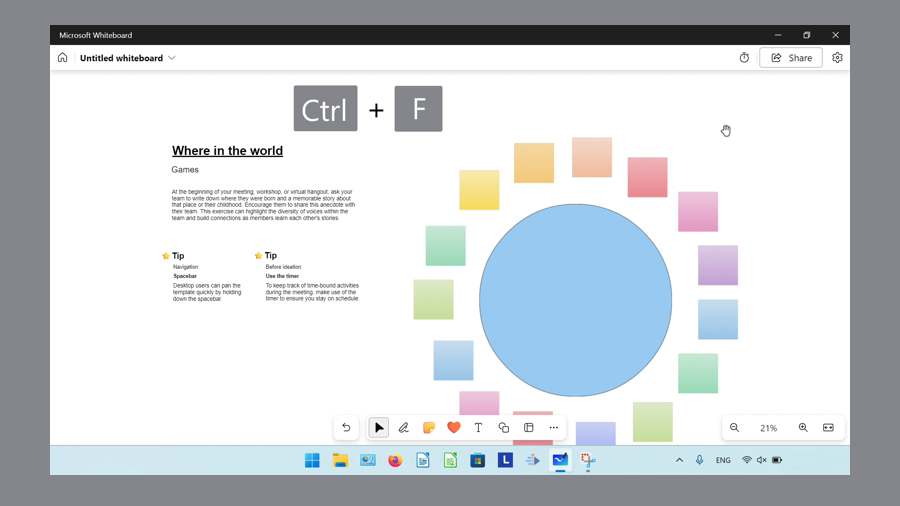 Microsoft Whiteboard
Untitled whiteboard
Share
Ctrl + F
Where in the world
Games
At the beginning of your meeting, workshop, or virtual hangout, ask your
team to write down where they were born and a memorable story about
that place or their childhood. Encourage them to share this anecdote with
their team. This exercise can highlight the diversity of voices within the
team and build connections as members learn each other's stories.
Tip
Navigation:
Spacebar
Desktop users can pan the
template quickly by holding
down the spacebar.
Tip
Before ideation:
Use the timer
To keep track of time-bound activities
during the meeting, make use of the
timer to ensure you stay on schedule.
T
21%
L
ENG